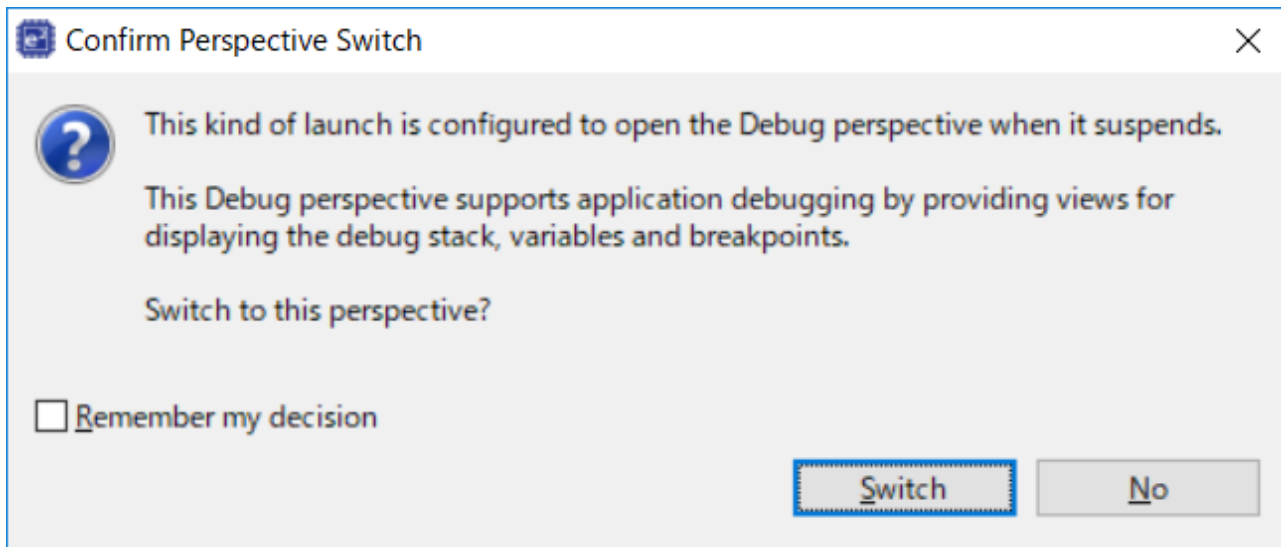 Confirm Perspective Switch
This kind of launch is configured to open the Debug perspective when it suspends.
This Debug perspective supports application debugging by providing views for
displaying the debug stack, variables and breakpoints.
Switch to this perspective?
Remember my decision
Switch
No